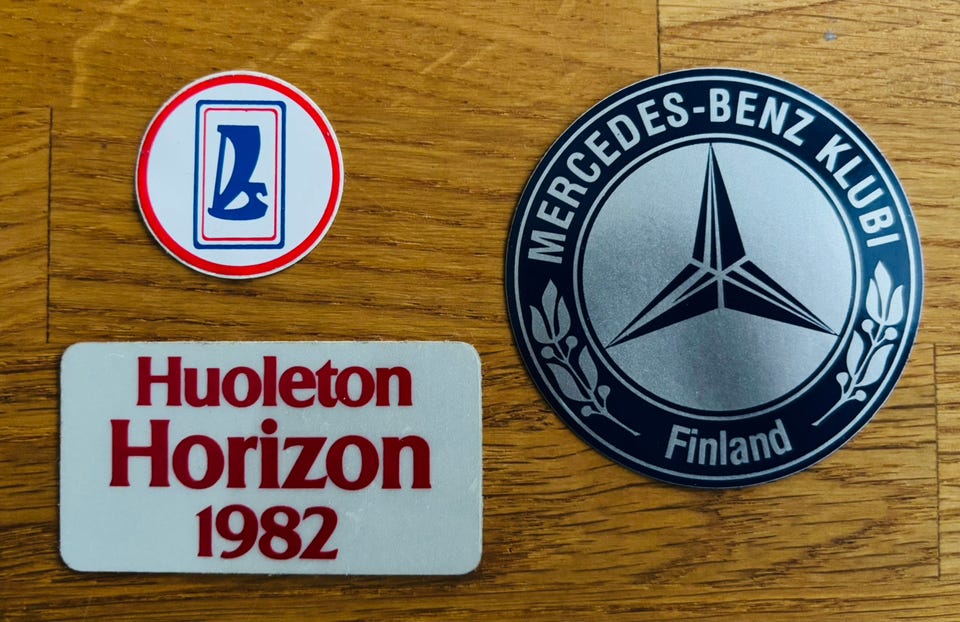 MERCEDES-BENZ KLUBI
Finland
Huoleton
Horizon
1982